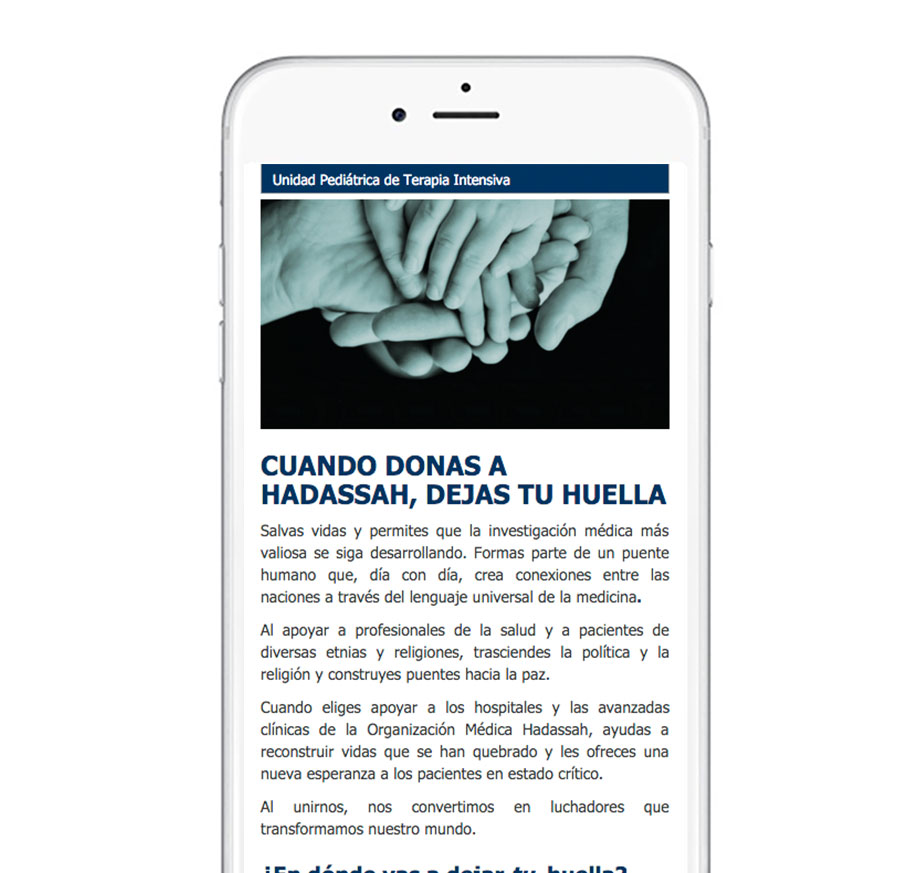 Unidad Pediátrica de Terapia Intensiva
CUANDO DONAS A
HADASSAH, DEJAS TU HUELLA
Salvas vidas y permites que la investigación médica más
valiosa se siga desarrollando. Formas parte de un puente
humano que, día con día, crea conexiones entre las
naciones a través del lenguaje universal de la medicina.
Al apoyar a profesionales de la salud y a pacientes de
diversas etnias y religiones, trasciendes la política y la
religión y construyes puentes hacia la paz.
Cuando eliges apoyar a los hospitales y las avanzadas
clínicas de la Organización Médica Hadassah, ayudas a
reconstruir vidas que se han quebrado y les ofreces una
nueva esperanza a los pacientes en estado crítico.
Al unirnos, nos convertimos en luchadores que
transformamos nuestro mundo.
¿En dónde vas a dejar tu huella?